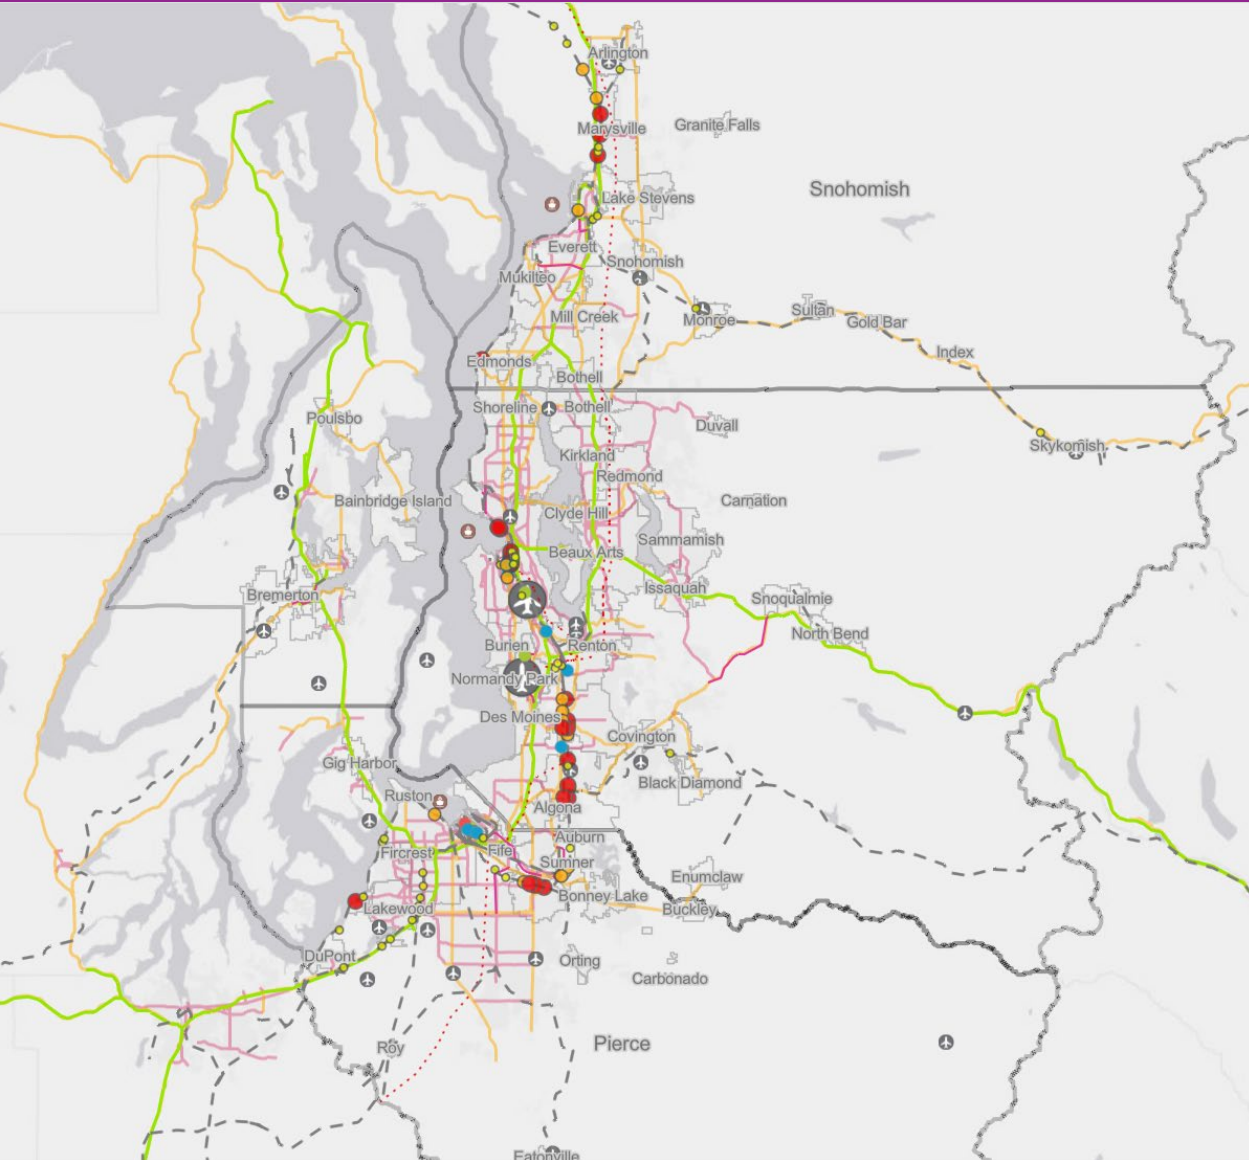 Arlington
Granite Falls
Marysville
Snohomish
Lake Stevens
Everett
Snohomish
Mukilteo
Sultan
Mill Creek
Monroe
Gold Bar
Index
Edmonds
Bothell
Shoreline
Bothell
Poulsbo
Duvall
Skykomish
Kirkland
Redmond
Bainbridge Island
Carnation
Clyde Hill
Sammamish
Beaux Arts
Issaquah
Bremerton
Snoqualmie
North Bend
Burien
Renton
Normandy Park
Des Moines
Covington
Gig Harbor
Black Diamond
Ruston
Algona
Auburn
Fircrest
Fife
Sumner
Enumclaw
Bonney Lake
Lakewood
Buckley
DuPont
Orting
Carbonado
Pierce
Roy
Eatonville